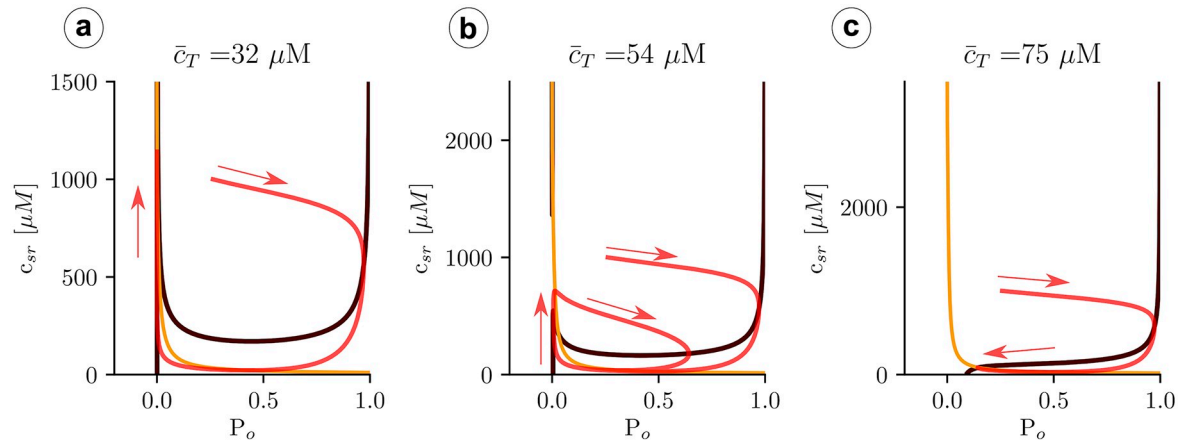 a
c̄_T =32 μM
1500
1000
500
0
c_sr [μM]
0.0 0.5 1.0
P_o
b
c̄_T =54 μM
2000
1000
0
c_sr [μM]
0.0 0.5 1.0
P_o
c
c̄_T =75 μM
2000
0
c_sr [μM]
0.0 0.5 1.0
P_o